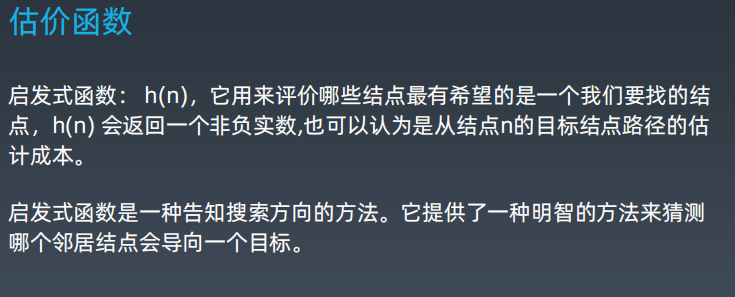 估价函数
启发式函数： h(n)，它用来评价哪些结点最有希望的是一个我们要找的结
点，h(n) 会返回一个非负实数,也可以认为是从结点n的目标结点路径的估
计成本。
启发式函数是一种告知搜索方向的方法。它提供了一种明智的方法来猜测
哪个邻居结点会导向一个目标。